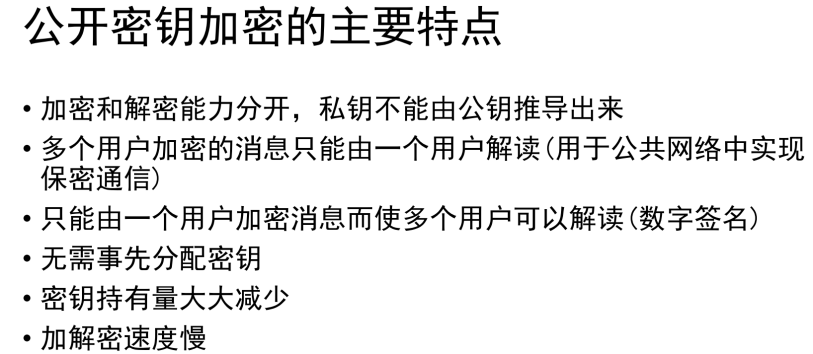 公开密钥加密的主要特点
• 加密和解密能力分开，私钥不能由公钥推导出来
• 多个用户加密的消息只能由一个用户解读(用于公共网络中实现
保密通信)
• 只能由一个用户加密消息而使多个用户可以解读(数字签名)
• 无需事先分配密钥
• 密钥持有量大大减少
• 加解密速度慢